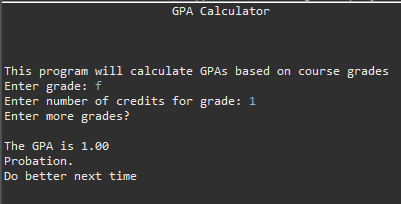 GPA Calculator
This program will calculate GPAs based on course grades
Enter grade: f
Enter number of credits for grade: 1
Enter more grades?
The GPA is 1.00
Probation.
Do better next time